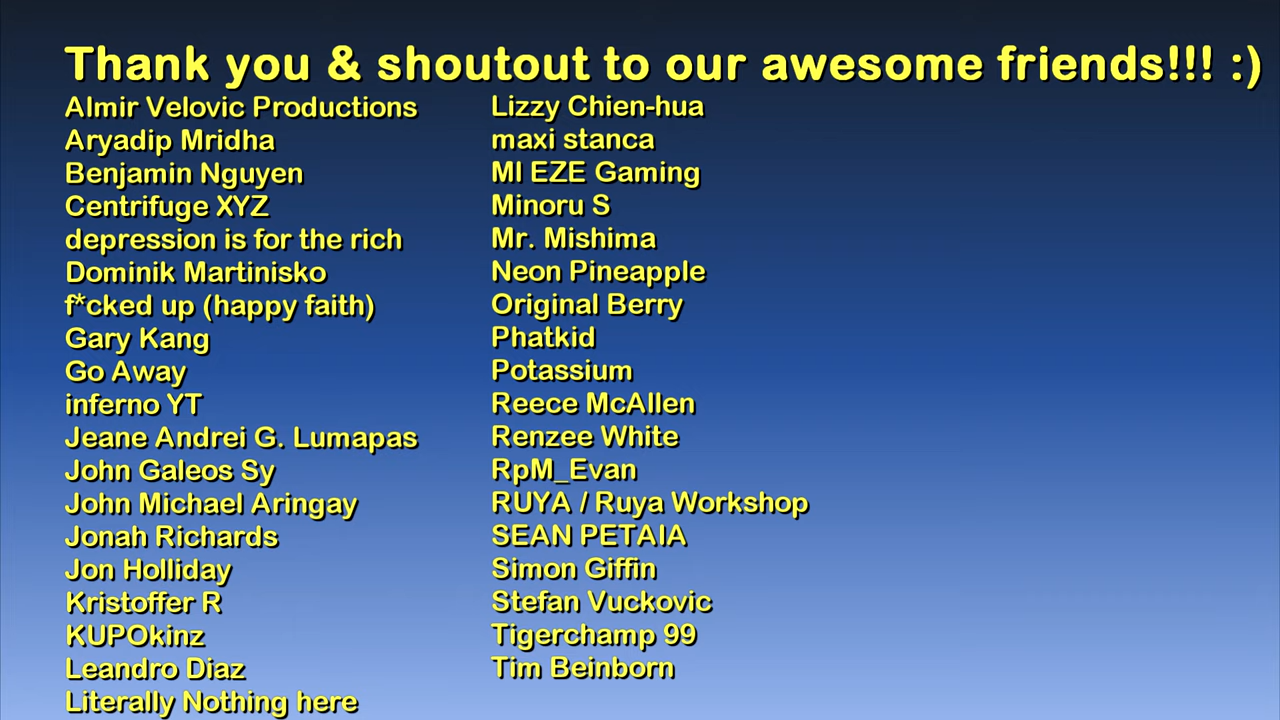 Thank you & shoutout to our awesome friends!!! :)
Almir Velovic Productions
Aryadip Mridha
Benjamin Nguyen
Centrifuge XYZ
depression is for the rich
Dominik Martinisko
f*cked up (happy faith)
Gary Kang
Go Away
inferno YT
Jeane Andrei G. Lumapas
John Galeos Sy
John Michael Aringay
Jonah Richards
Jon Holliday
Kristoffer R
KUPOkinz
Leandro Diaz
Literally Nothing here
Lizzy Chien-hua
maxi stanca
MI EZE Gaming
Minoru S
Mr. Mishima
Neon Pineapple
Original Berry
Phatkid
Potassium
Reece McAllen
Renzee White
RpM_Evan
RUYA / Ruya Workshop
SEAN PETAIA
Simon Giffin
Stefan Vuckovic
Tigerchamp 99
Tim Beinborn